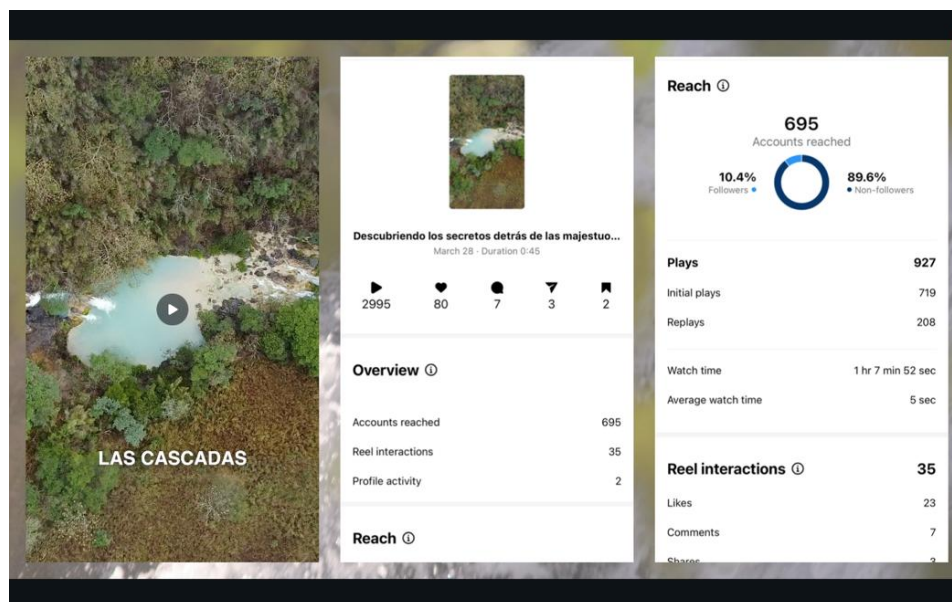 LAS CASCADAS
Descubriendo los secretos detrás de las majestuo...
March 28 · Duration 0:45
2995 80 7 3 2
Overview
Accounts reached 695
Reel interactions 35
Profile activity 2
Reach
Reach
695
Accounts reached
10.4% 89.6%
Followers Non-followers
Plays 927
Initial plays 719
Replays 208
Watch time 1 hr 7 min 52 sec
Average watch time 5 sec
Reel interactions 35
Likes 23
Comments 7
Shares 3